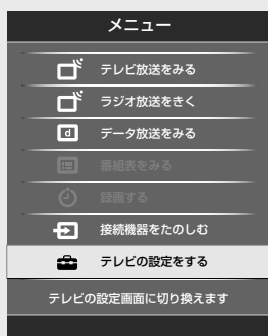 メニュー
テレビ放送をみる
ラジオ放送をきく
d データ放送をみる
番組表をみる
録画する
接続機器をたのしむ
テレビの設定をする
テレビの設定画面に切り換えます